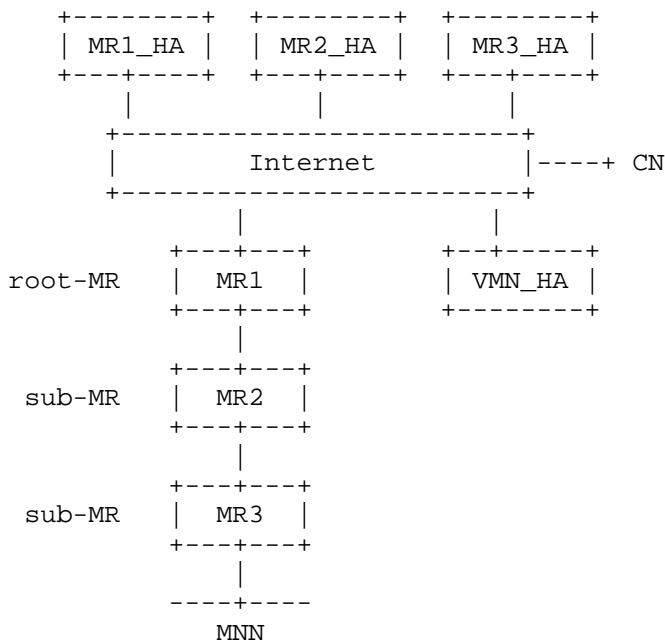 MR1_HA MR2_HA MR3_HA
Internet CN
root-MR MR1 VMN_HA
sub-MR MR2
sub-MR MR3
MNN